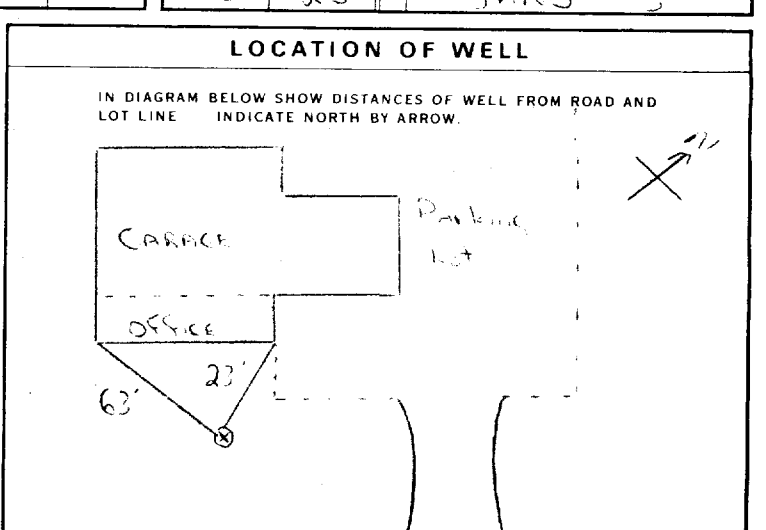 LOCATION OF WELL
IN DIAGRAM BELOW SHOW DISTANCES OF WELL FROM ROAD AND
LOT LINE INDICATE NORTH BY ARROW.
GARAGE
Parking
Lot
OFFICE
23'
63'